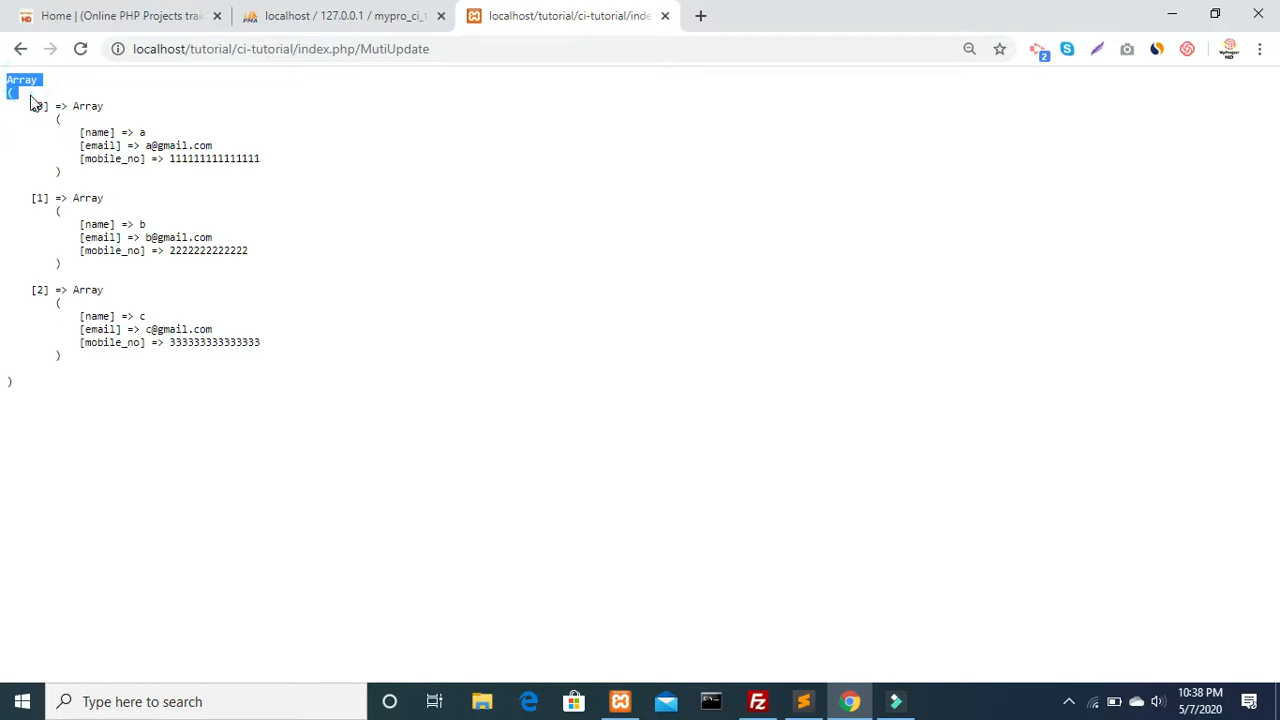 Home | (Online PHP Projects trai
localhost / 127.0.0.1 / mypro_ci_t
localhost/tutorial/ci-tutorial/inde
localhost/tutorial/ci-tutorial/index.php/MutiUpdate
2
Array
(
] => Array
(
[name] => a
[email] => a@gmail.com
[mobile_no] => 111111111111111
)
[1] => Array
(
[name] => b
[email] => b@gmail.com
[mobile_no] => 2222222222222
)
[2] => Array
(
[name] => c
[email] => c@gmail.com
[mobile_no] => 333333333333333
)
)
Type here to search
10:38 PM
5/7/2020